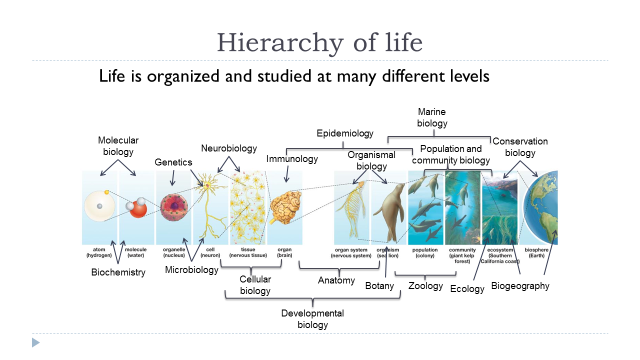 Hierarchy of life
Life is organized and studied at many different levels
Marine
biology
Molecular
biology
Epidemiology
Neurobiology
Population and
community biology
Conservation
biology
Genetics
Immunology
Organismal
biology
atom
(hydrogen)
molecule
(water)
organelle
(nucleus)
cell
(neuron)
tissue
(nervous tissue)
organ
(brain)
organ system
(nervous system)
organism
(sea lion)
population
(colony)
community
(giant kelp
forest)
ecosystem
(Southern
California coast)
biosphere
(Earth)
Biochemistry
Microbiology
Cellular
biology
Anatomy
Botany
Zoology
Ecology
Biogeography
Developmental
biology